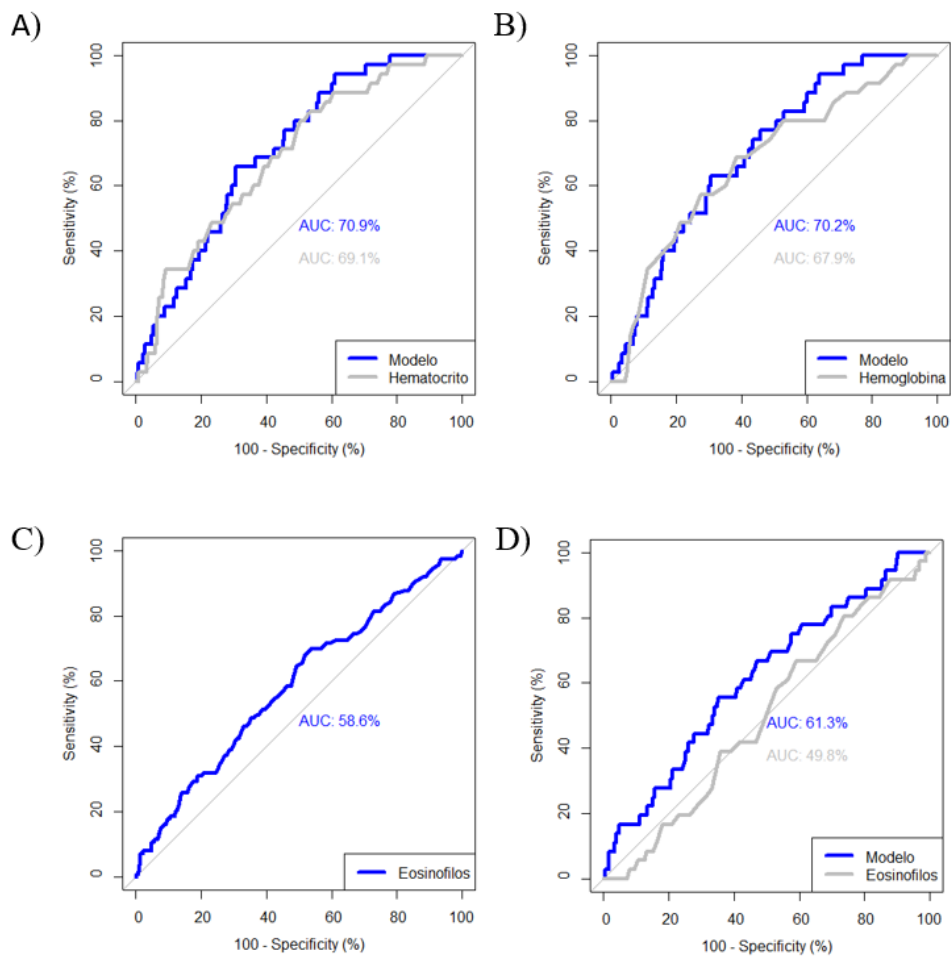 A)
Sensitivity (%)
0 20 40 60 80 100
AUC: 70.9%
AUC: 69.1%
Modelo
Hematocrito
0 20 40 60 80 100
100 - Specificity (%)
B)
Sensitivity (%)
0 20 40 60 80 100
AUC: 70.2%
AUC: 67.9%
Modelo
Hemoglobina
0 20 40 60 80 100
100 - Specificity (%)
C)
Sensitivity (%)
0 20 40 60 80 100
AUC: 58.6%
Eosinofilos
0 20 40 60 80 100
100 - Specificity (%)
D)
Sensitivity (%)
0 20 40 60 80 100
AUC: 61.3%
AUC: 49.8%
Modelo
Eosinofilos
0 20 40 60 80 100
100 - Specificity (%)